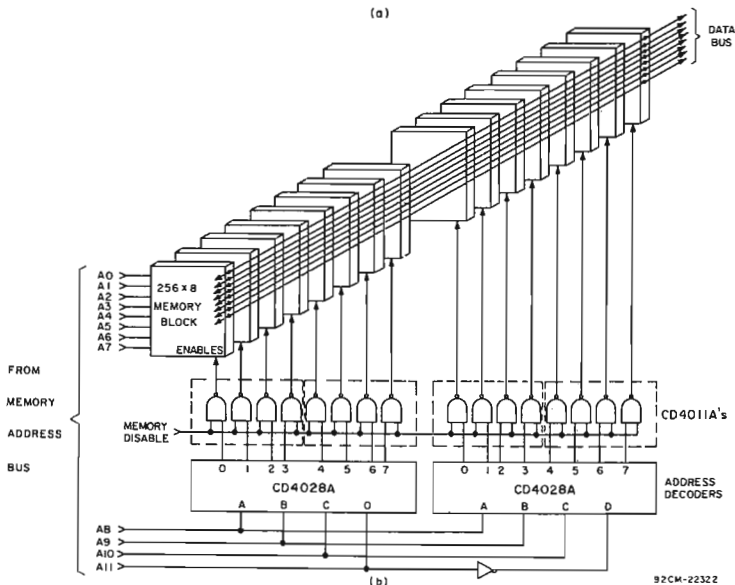 (a)
DATA
BUS
A0
A1
A2
A3
A4
A5
A6
A7
256 × 8
MEMORY
BLOCK
ENABLES
FROM
MEMORY
ADDRESS
BUS
MEMORY
DISABLE
CD4011A's
0 1 2 3 4 5 6 7
0 1 2 3 4 5 6 7
CD4028A
A B C 0
CD4028A
A B C D
ADDRESS
DECODERS
A8
A9
A10
A11
(b)
92CM-22322